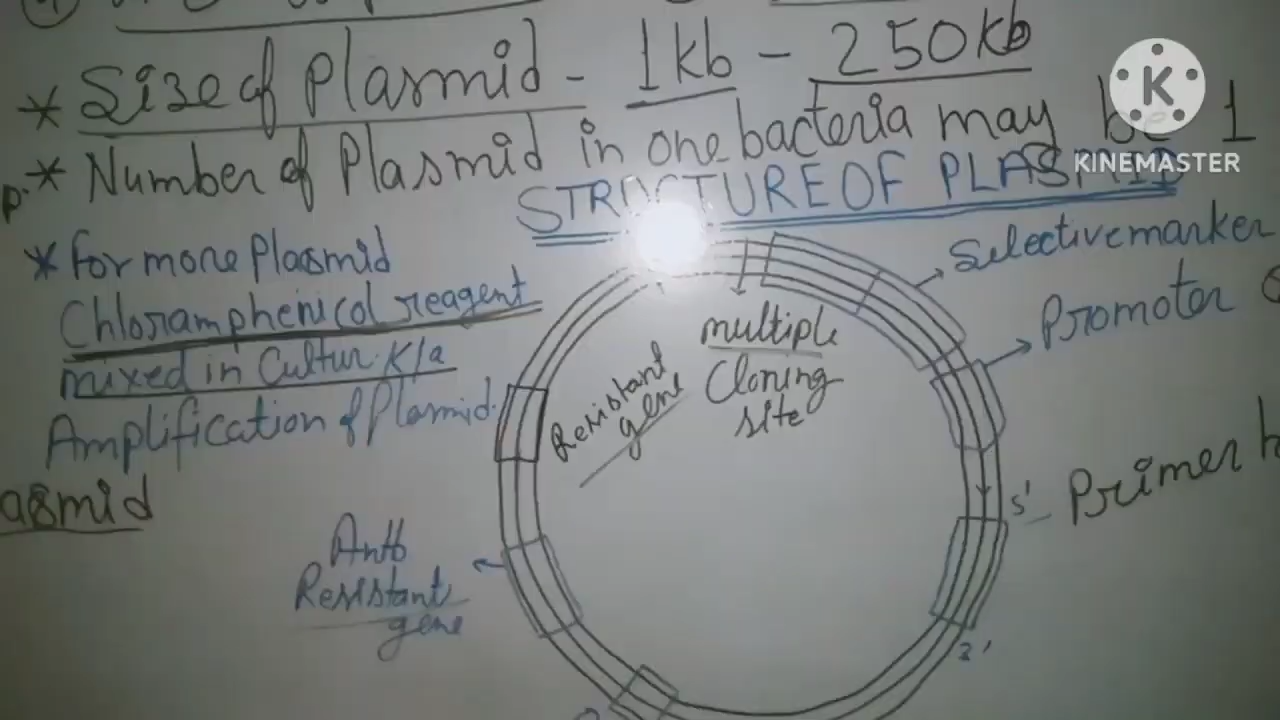 * Size of Plasmid - 1kb - 250kb
* Number of Plasmid in one bacteria may be 1
STRUCTURE OF PLASMID
* For more Plasmid
Chloramphenicol reagent
mixed in Cultur K/a
Amplification of Plasmid.
asmid
Selective marker
Promotor
multiple
Cloning
site
Resistant
gene
5'
Primer
3'
Resistant
gene
K
KINEMASTER